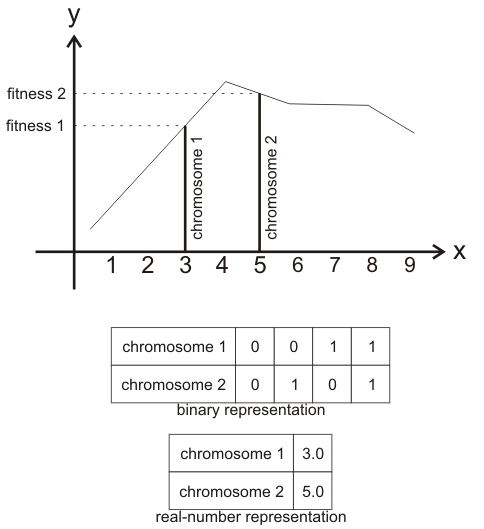 y
fitness 2
fitness 1
chromosome 1
chromosome 2
x
1 2 3 4 5 6 7 8 9
chromosome 1 0 0 1 1
chromosome 2 0 1 0 1
binary representation
chromosome 1 3.0
chromosome 2 5.0
real-number representation